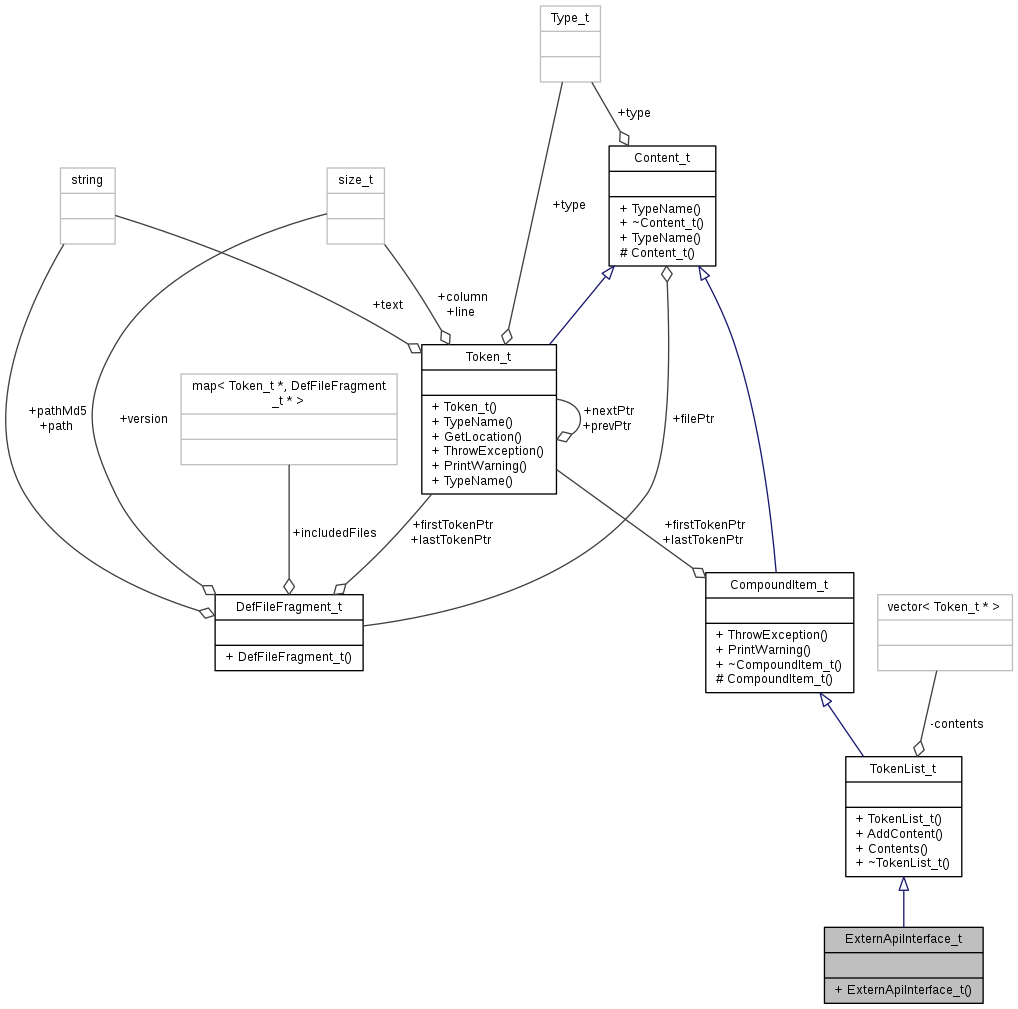 Type_t
+type
Content_t
+ TypeName()
+ ~Content_t()
+ TypeName()
# Content_t()
string
size_t
+type
+column
+line
+text
Token_t
+ Token_t()
+ TypeName()
+ GetLocation()
+ ThrowException()
+ PrintWarning()
+ TypeName()
map< Token_t *, DefFileFragment
_t * >
+pathMd5
+path
+version
+nextPtr
+prevPtr
+filePtr
+includedFiles
+firstTokenPtr
+lastTokenPtr
+firstTokenPtr
+lastTokenPtr
DefFileFragment_t
+ DefFileFragment_t()
CompoundItem_t
+ ThrowException()
+ PrintWarning()
+ ~CompoundItem_t()
# CompoundItem_t()
vector< Token_t * >
-contents
TokenList_t
+ TokenList_t()
+ AddContent()
+ Contents()
+ ~TokenList_t()
ExternApiInterface_t
+ ExternApiInterface_t()